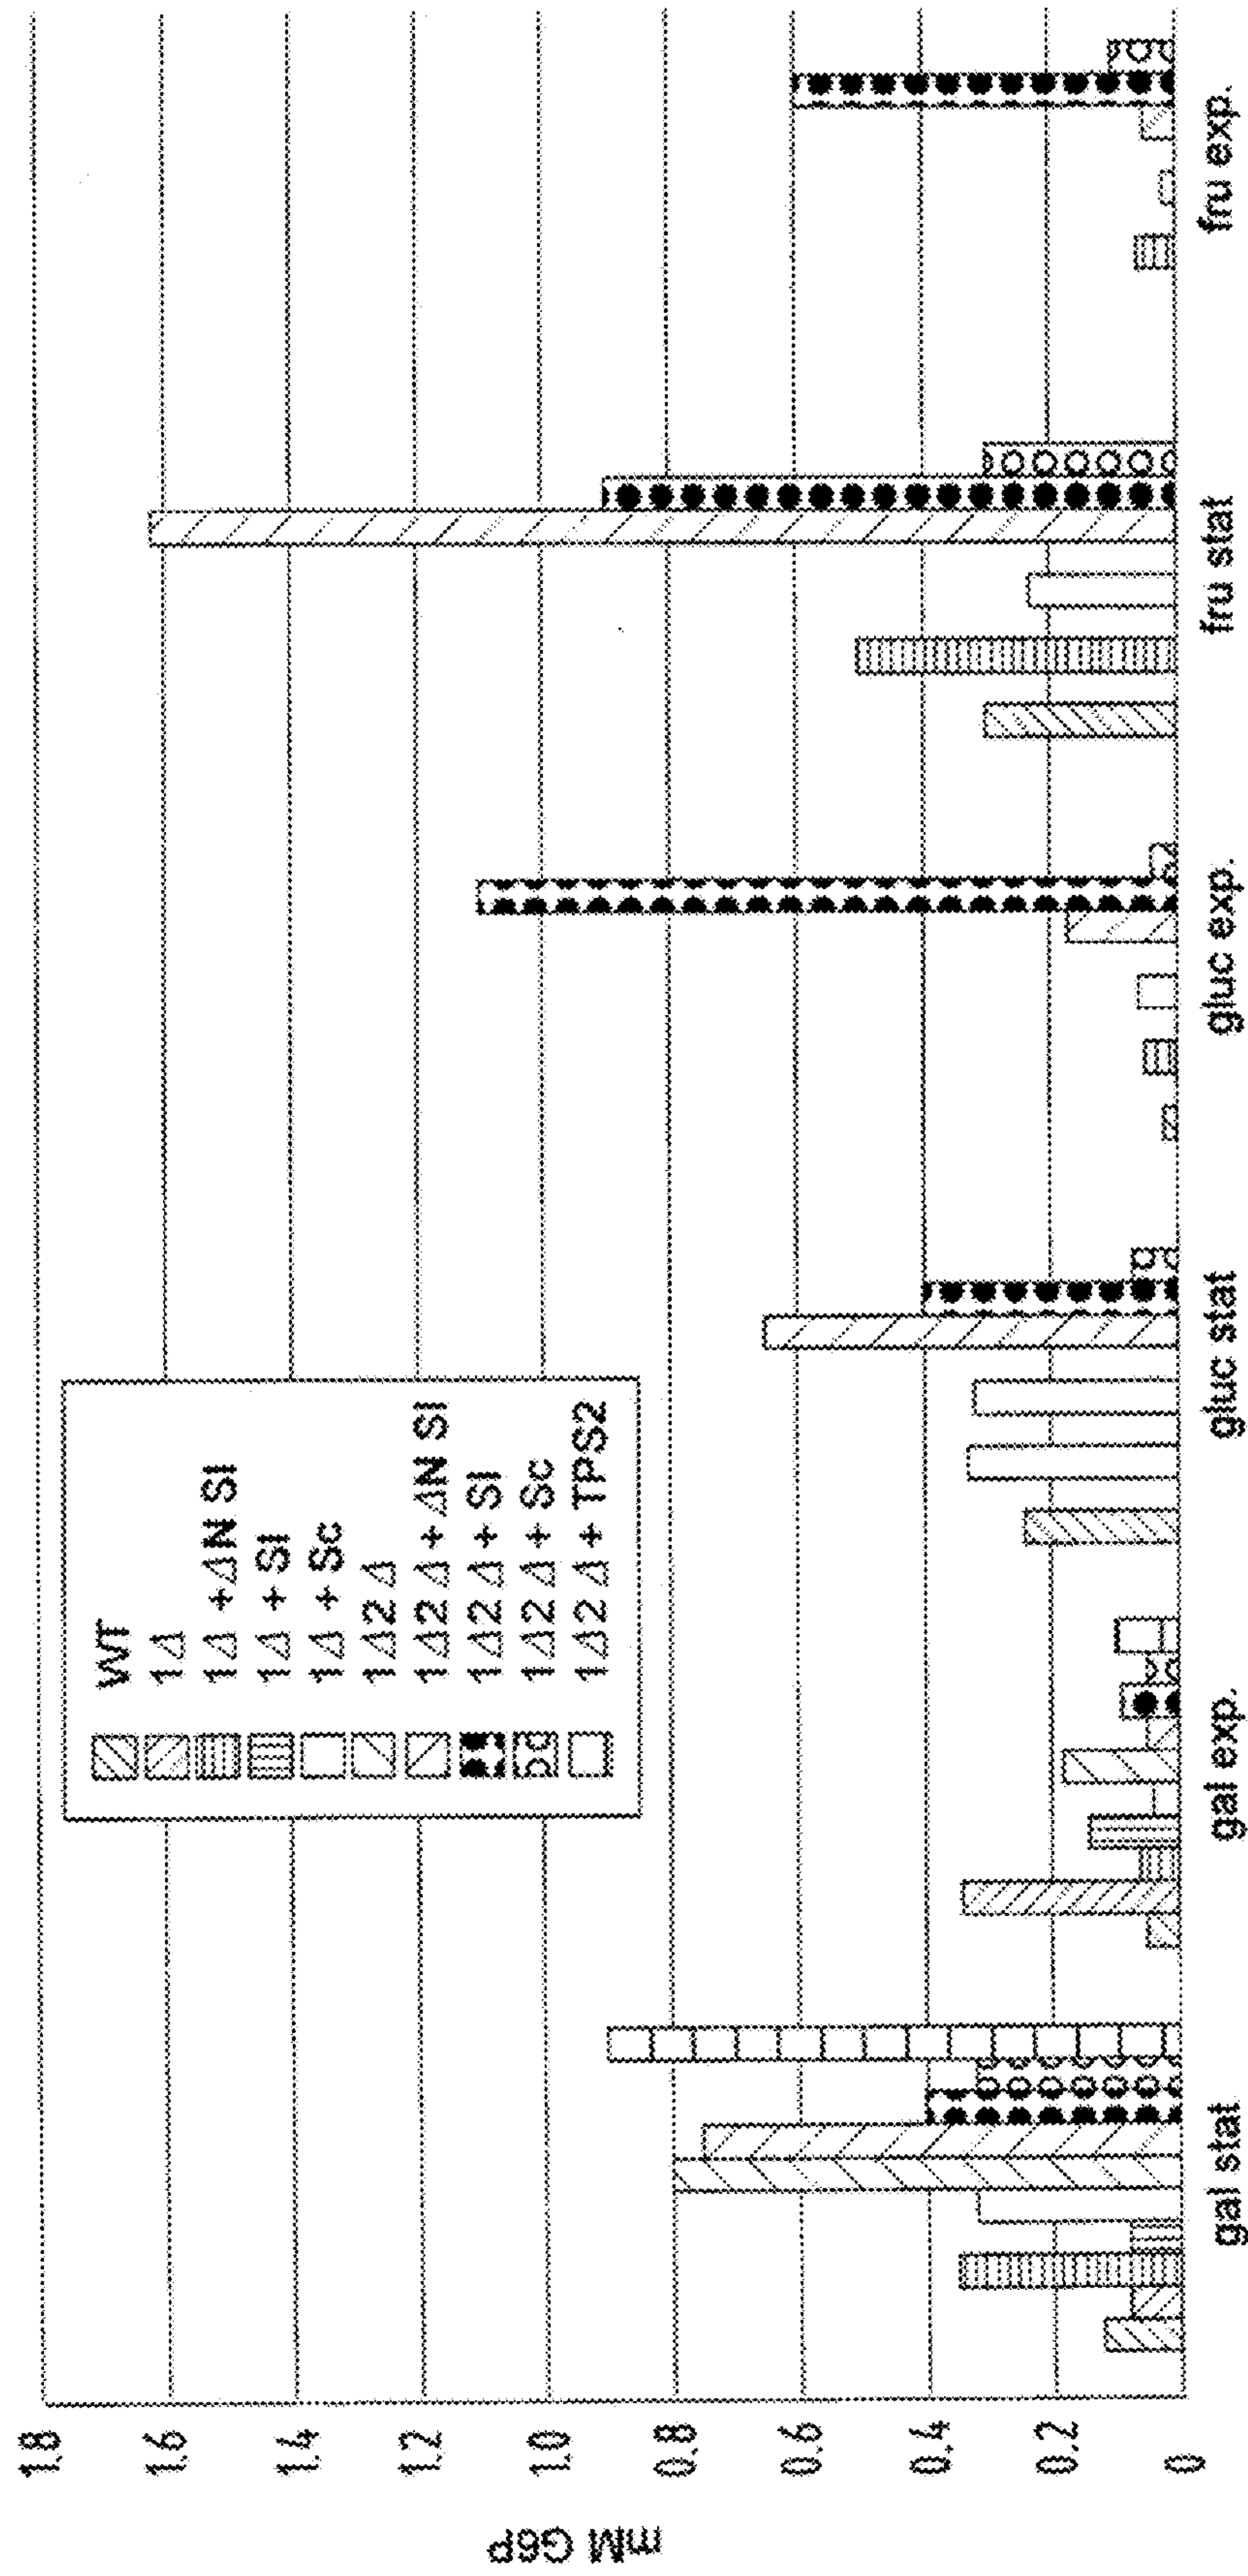 mM G6P
1.8
1.6
1.4
1.2
1.0
0.8
0.6
0.4
0.2
0
WT
1Δ
1Δ +ΔN Sl
1Δ + Sl
1Δ + Sc
1Δ2Δ
1Δ2Δ + ΔN Sl
1Δ2Δ + Sl
1Δ2Δ + Sc
1Δ2Δ + TPS2
gal stat
gal exp.
gluc stat
gluc exp.
fru stat
fru exp.